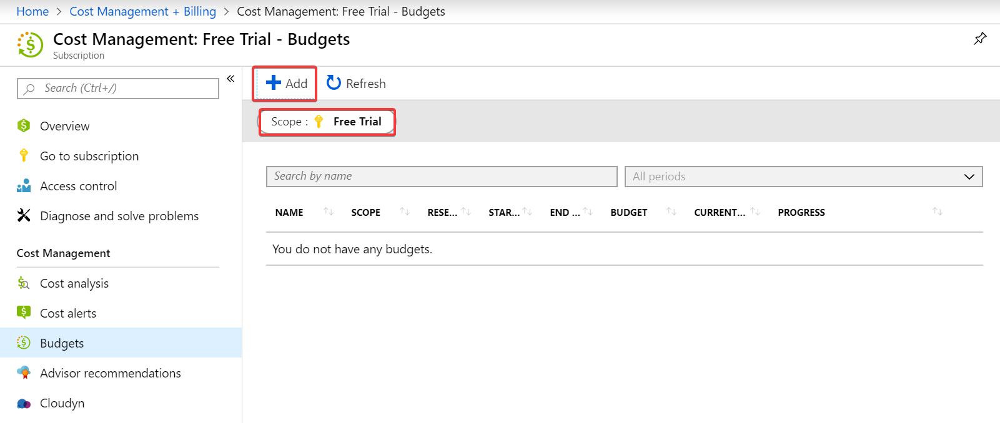 Home > Cost Management + Billing > Cost Management: Free Trial - Budgets
Cost Management: Free Trial - Budgets
Subscription
Search (Ctrl+/)
«
Overview
Go to subscription
Access control
Diagnose and solve problems
Cost Management
Cost analysis
Cost alerts
Budgets
Advisor recommendations
Cloudyn
Add Refresh
Scope : Free Trial
Search by name All periods
NAME SCOPE RESE... STAR... END ... BUDGET CURRENT... PROGRESS
You do not have any budgets.